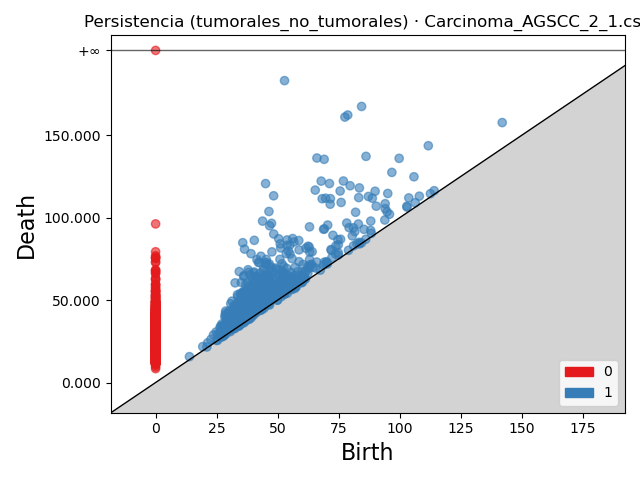 Persistencia (tumorales_no_tumorales) · Carcinoma_AGSCC_2_1.cs
+∞
150.000
100.000
50.000
0.000
Death
0
1
0 25 50 75 100 125 150 175
Birth